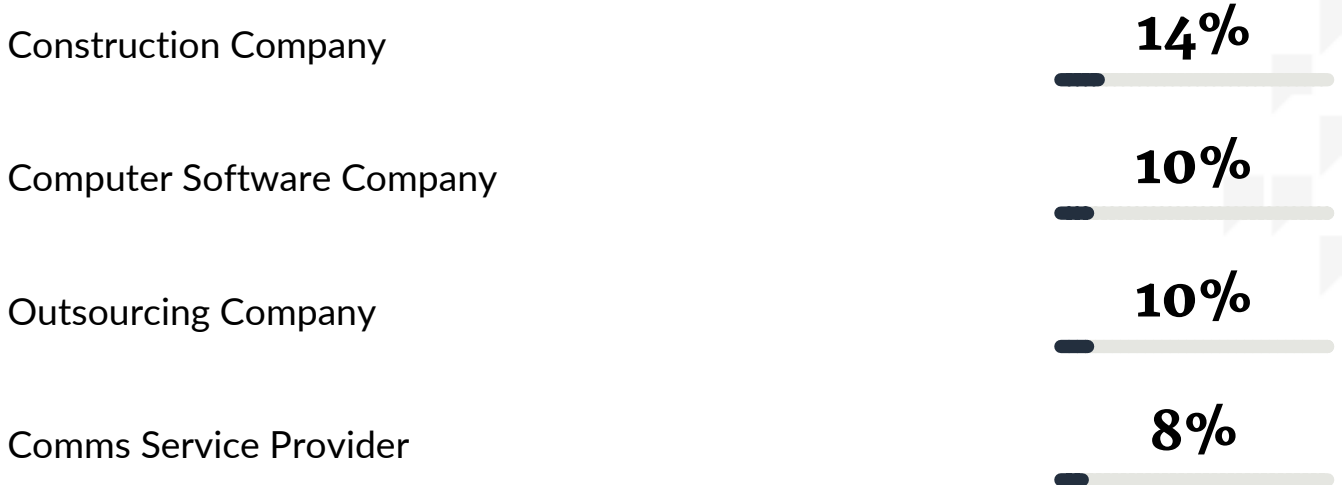 Construction Company
14%
Computer Software Company
10%
Outsourcing Company
10%
Comms Service Provider
8%